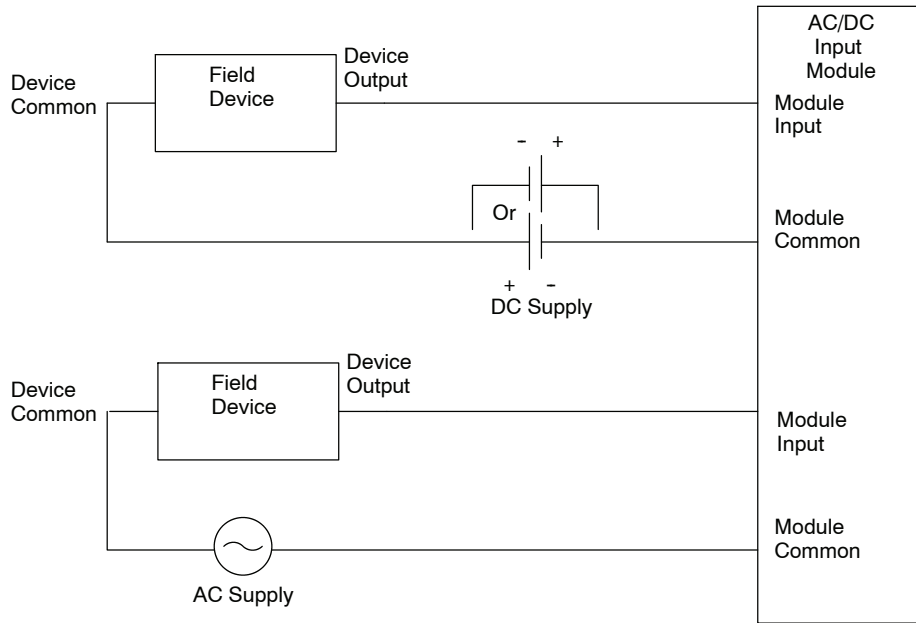 AC/DC
Input
Module
Device
Common
Field
Device
Device
Output
Module
Input
- +
Or
Module
Common
+ -
DC Supply
Device
Common
Field
Device
Device
Output
Module
Input
Module
Common
AC Supply